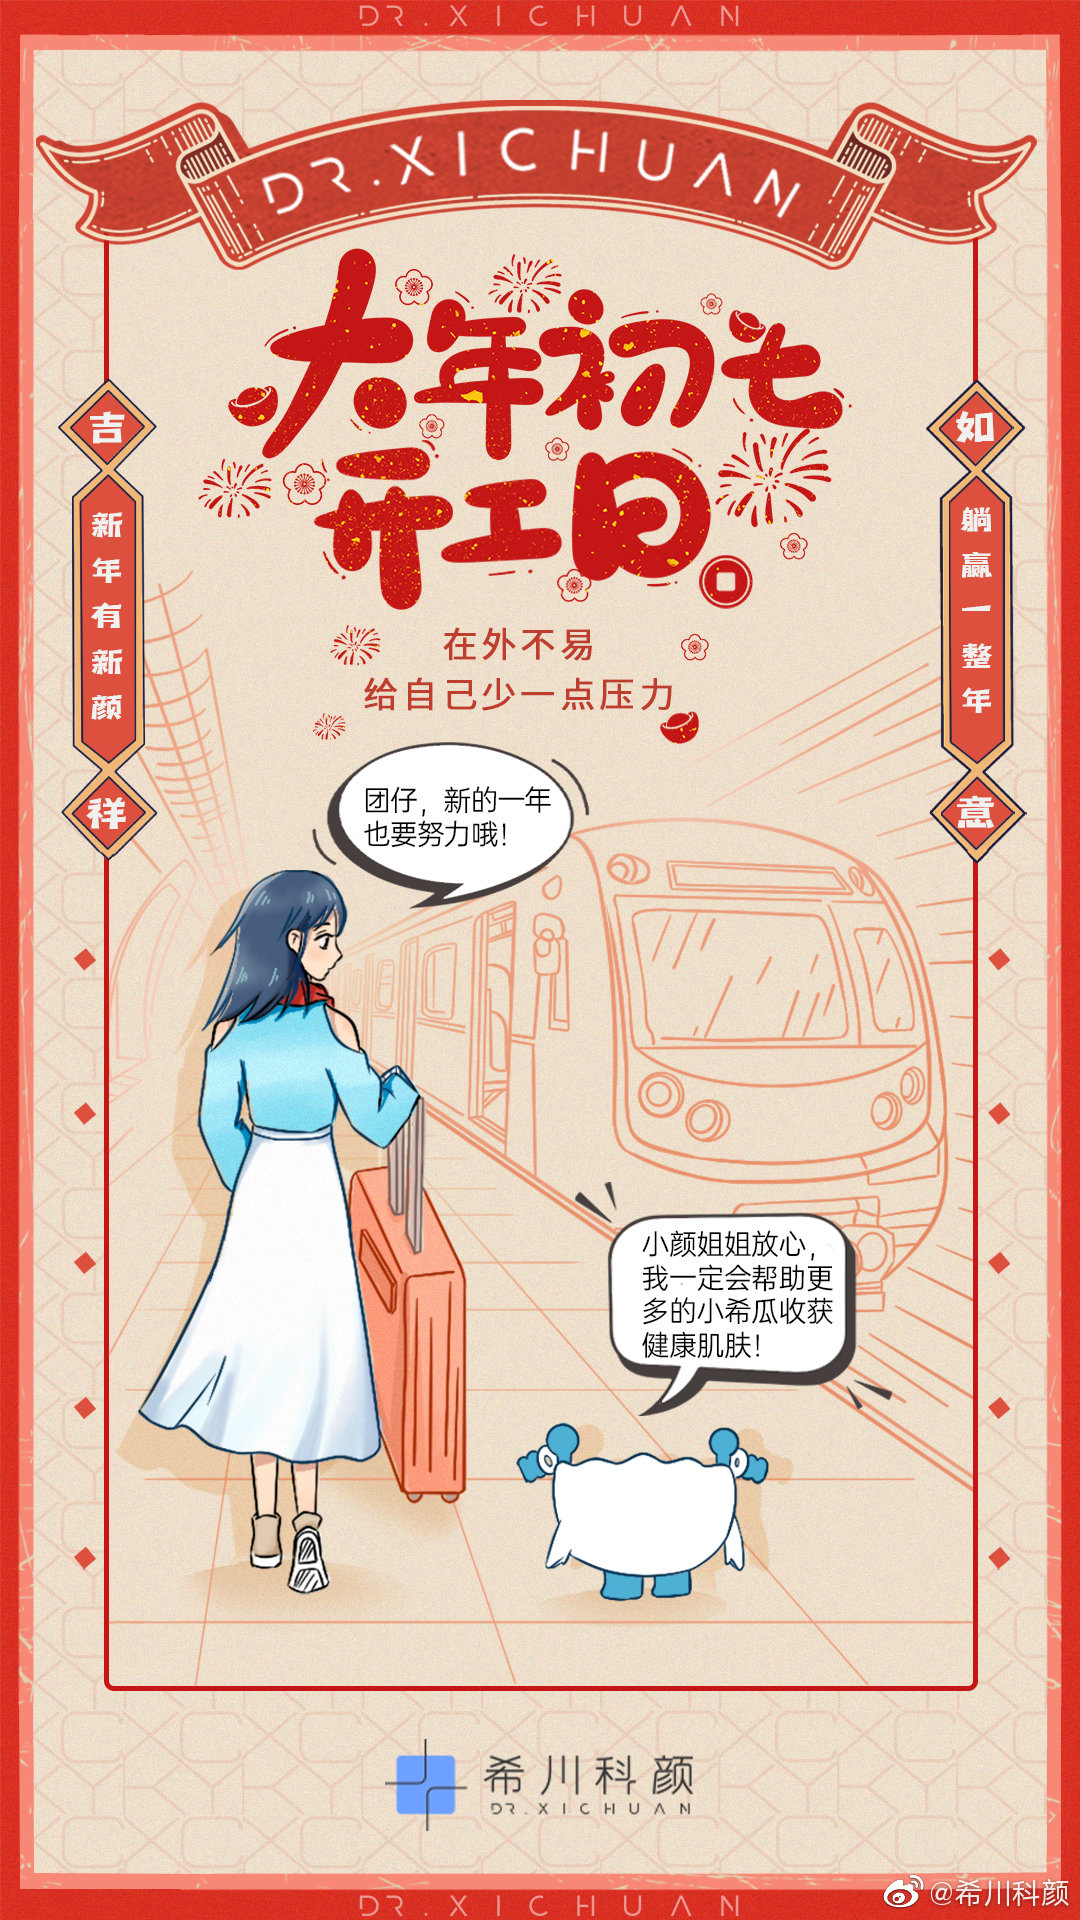 DR.XICHUAN
DR.XICHUAN
大年初七
开工日
在外不易
给自己少一点压力
吉
新年有新颜
祥
如
躺赢一整年
意
团仔，新的一年
也要努力哦！
小颜姐姐放心，
我一定会帮助更
多的小希瓜收获
健康肌肤！
希川科颜
DR.XICHUAN
@希川科颜
DR.XICHUAN